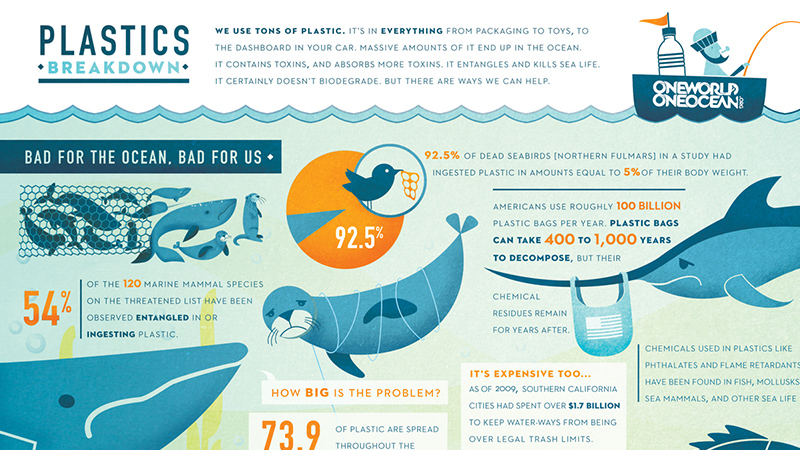 PLASTICS
BREAKDOWN
WE USE TONS OF PLASTIC. IT'S IN EVERYTHING FROM PACKAGING TO TOYS, TO
THE DASHBOARD IN YOUR CAR. MASSIVE AMOUNTS OF IT END UP IN THE OCEAN.
IT CONTAINS TOXINS, AND ABSORBS MORE TOXINS. IT ENTANGLES AND KILLS SEA LIFE.
IT CERTAINLY DOESN'T BIODEGRADE. BUT THERE ARE WAYS WE CAN HELP.
ONEWORLD
ONEOCEAN
BAD FOR THE OCEAN, BAD FOR US
92.5%
92.5% OF DEAD SEABIRDS [NORTHERN FULMARS] IN A STUDY HAD
INGESTED PLASTIC IN AMOUNTS EQUAL TO 5% OF THEIR BODY WEIGHT.
AMERICANS USE ROUGHLY 100 BILLION
PLASTIC BAGS PER YEAR. PLASTIC BAGS
CAN TAKE 400 TO 1,000 YEARS
TO DECOMPOSE, BUT THEIR
CHEMICAL
RESIDUES REMAIN
FOR YEARS AFTER.
54%
OF THE 120 MARINE MAMMAL SPECIES
ON THE THREATENED LIST HAVE BEEN
OBSERVED ENTANGLED IN OR
INGESTING PLASTIC.
CHEMICALS USED IN PLASTICS LIKE
PHTHALATES AND FLAME RETARDANTS
HAVE BEEN FOUND IN FISH, MOLLUSKS
SEA MAMMALS, AND OTHER SEA LIFE
HOW BIG IS THE PROBLEM?
73.9
OF PLASTIC ARE SPREAD
THROUGHOUT THE
IT'S EXPENSIVE TOO...
AS OF 2009, SOUTHERN CALIFORNIA
CITIES HAD SPENT OVER $1.7 BILLION
TO KEEP WATER-WAYS FROM BEING
OVER LEGAL TRASH LIMITS.